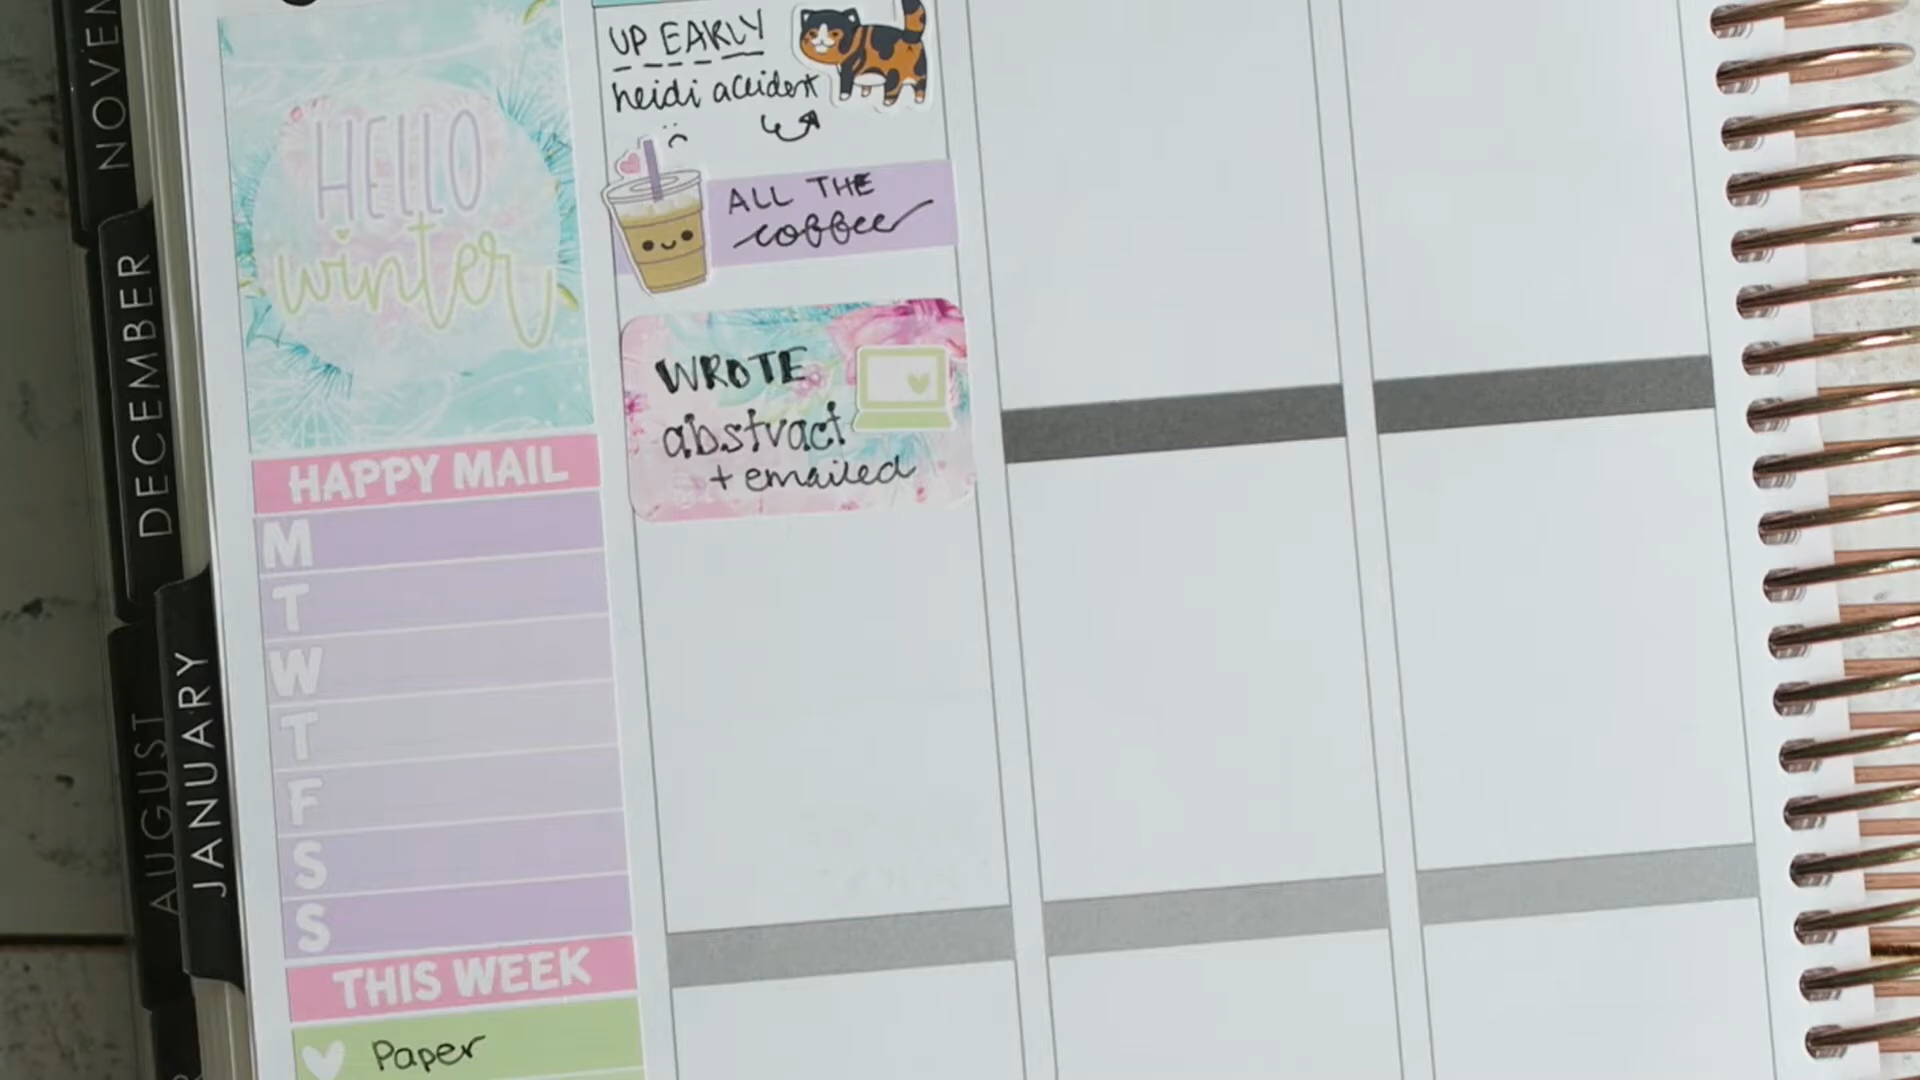 NOVEM
DECEMBER
AUGUST
JANUARY
HELLO
winter
HAPPY MAIL
M
T
W
T
F
S
S
THIS WEEK
Paper
UP EARLY
heidi accident
ALL THE
coffee
WROTE
abstract
+ emailed